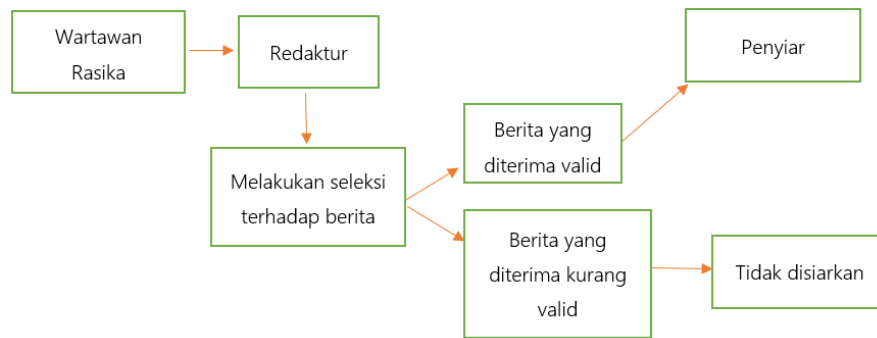 Wartawan
Rasika
Redaktur
Penyiar
Melakukan seleksi
terhadap berita
Berita yang
diterima valid
Berita yang
diterima kurang
valid
Tidak disiarkan